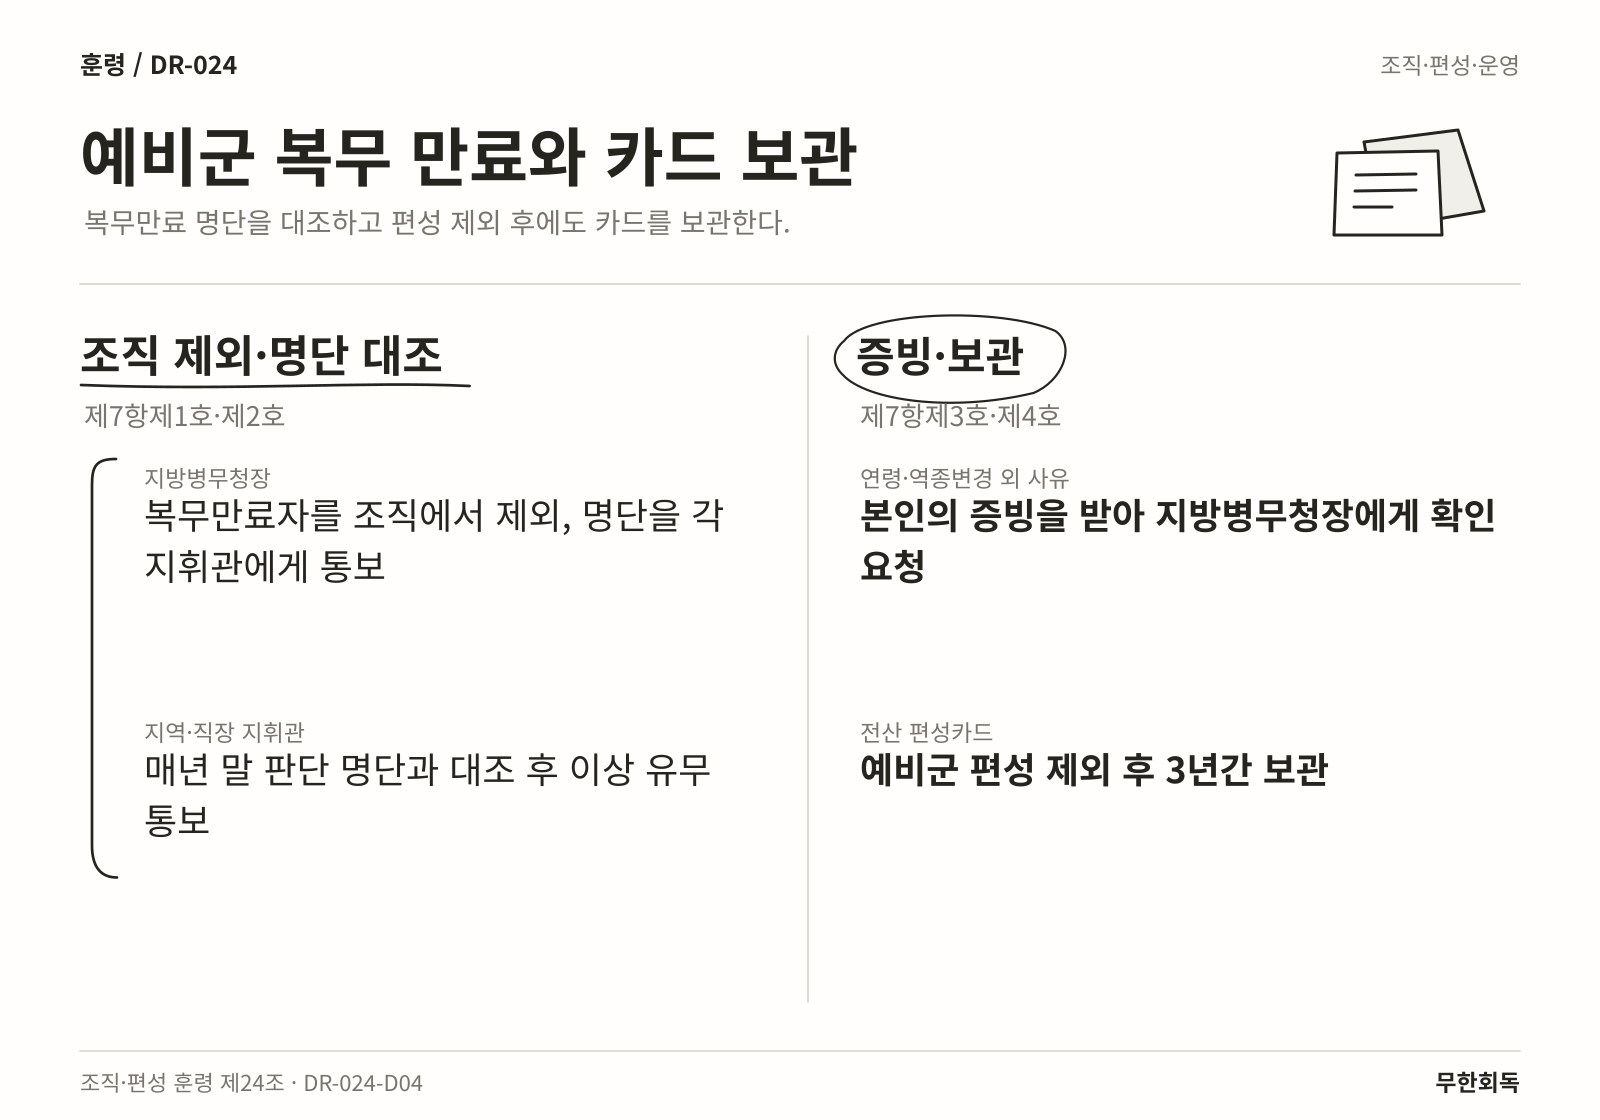 훈령 / DR-024
조직·편성·운영
예비군 복무 만료와 카드 보관
복무만료 명단을 대조하고 편성 제외 후에도 카드를 보관한다.
조직 제외·명단 대조
제7항제1호·제2호
지방병무청장
복무만료자를 조직에서 제외, 명단을 각
지휘관에게 통보
지역·직장 지휘관
매년 말 판단 명단과 대조 후 이상 유무
통보
증빙·보관
제7항제3호·제4호
연령·역종변경 외 사유
본인의 증빙을 받아 지방병무청장에게 확인
요청
전산 편성카드
예비군 편성 제외 후 3년간 보관
조직·편성 훈령 제24조 · DR-024-D04
무한회독